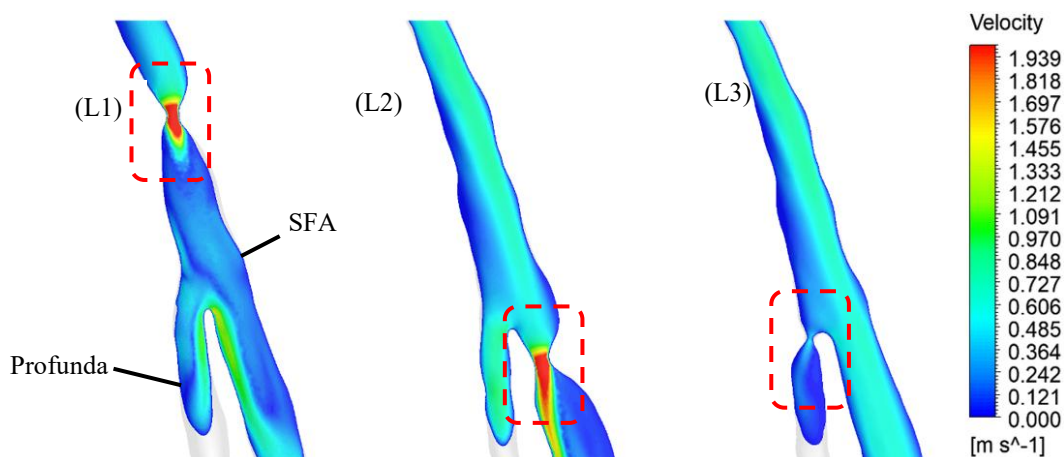 Velocity
(L1)
(L2)
(L3)
SFA
Profunda
1.939
1.818
1.697
1.576
1.455
1.333
1.212
1.091
0.970
0.848
0.727
0.606
0.485
0.364
0.242
0.121
0.000
[m s^-1]